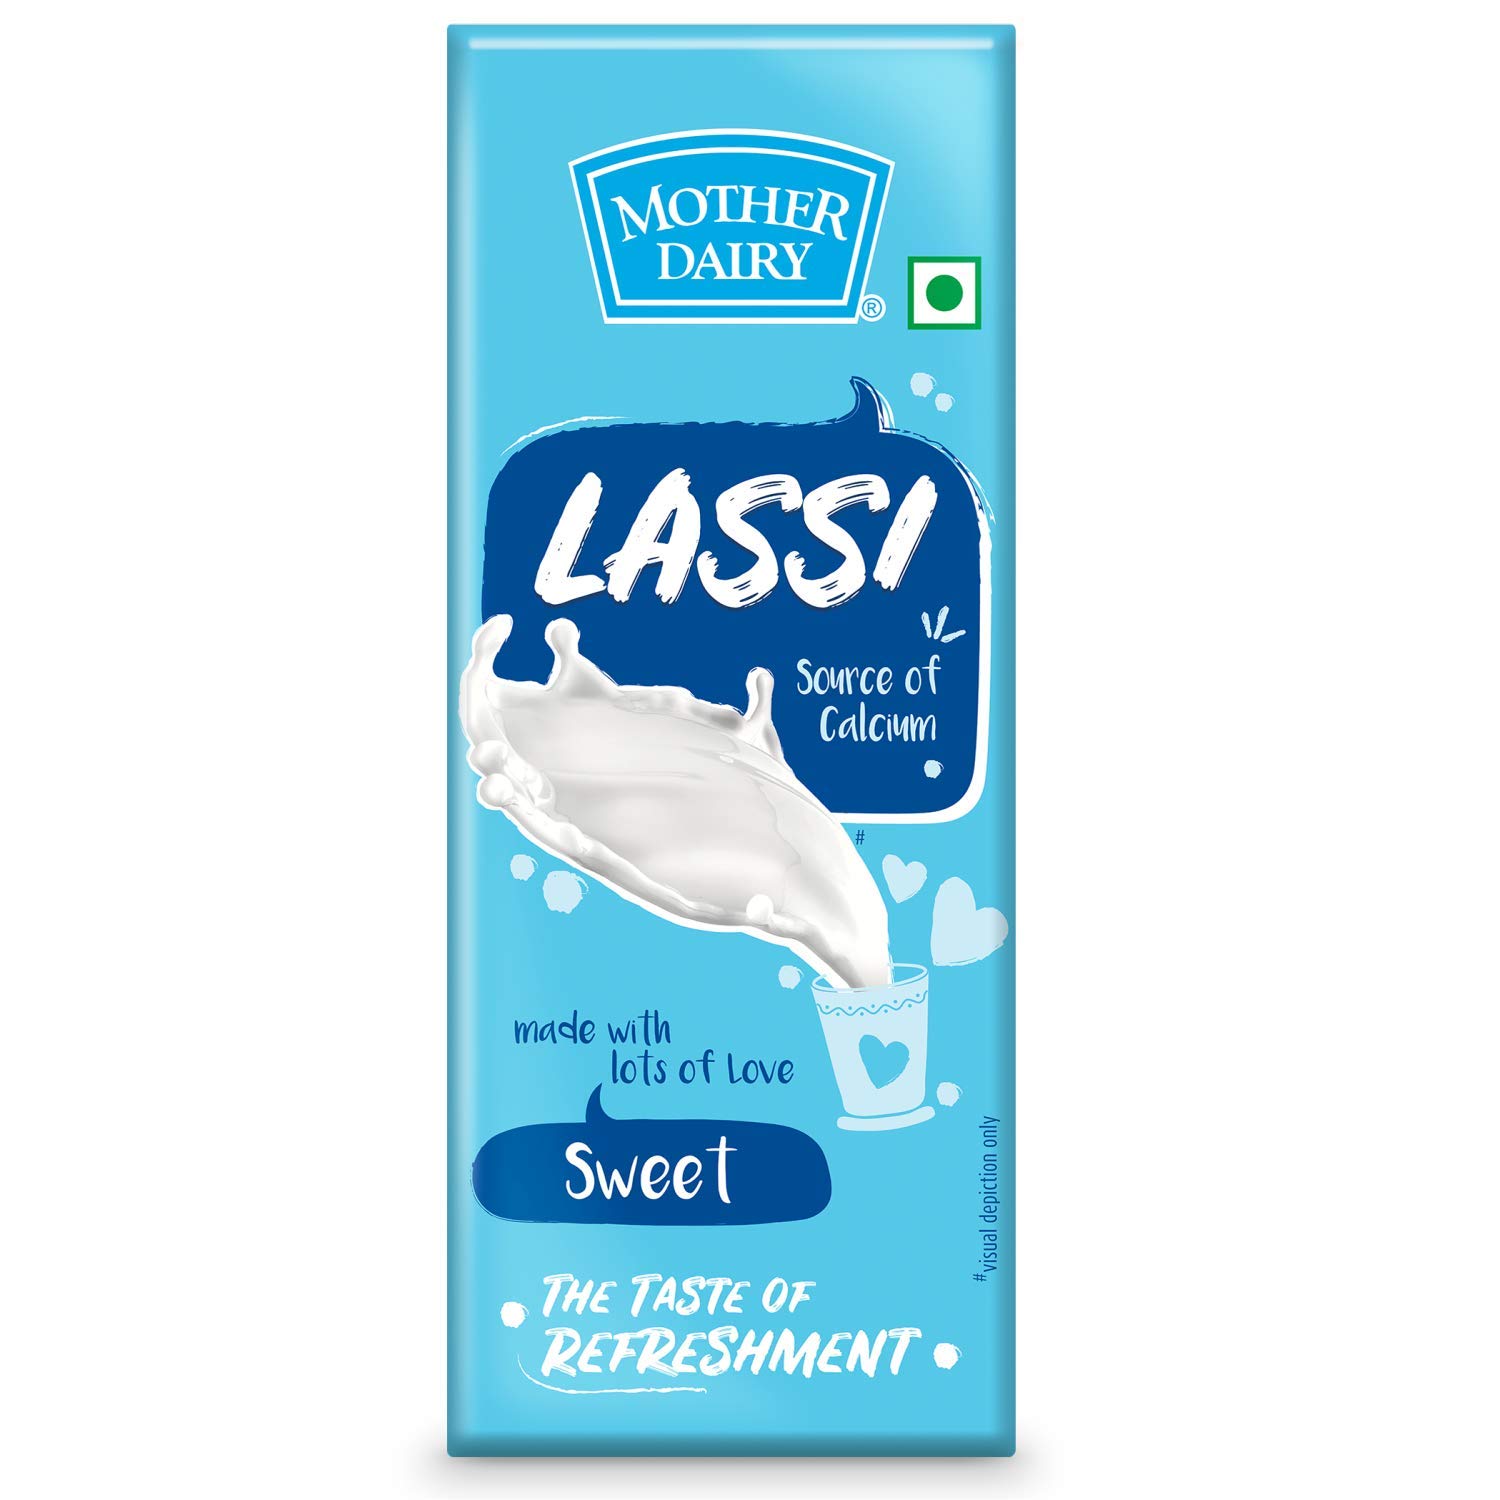 MOTHER
DAIRY
®
LASSI
Source of
Calcium
#
made with
lots of Love
Sweet
#visual depiction only
THE TASTE OF
REFRESHMENT